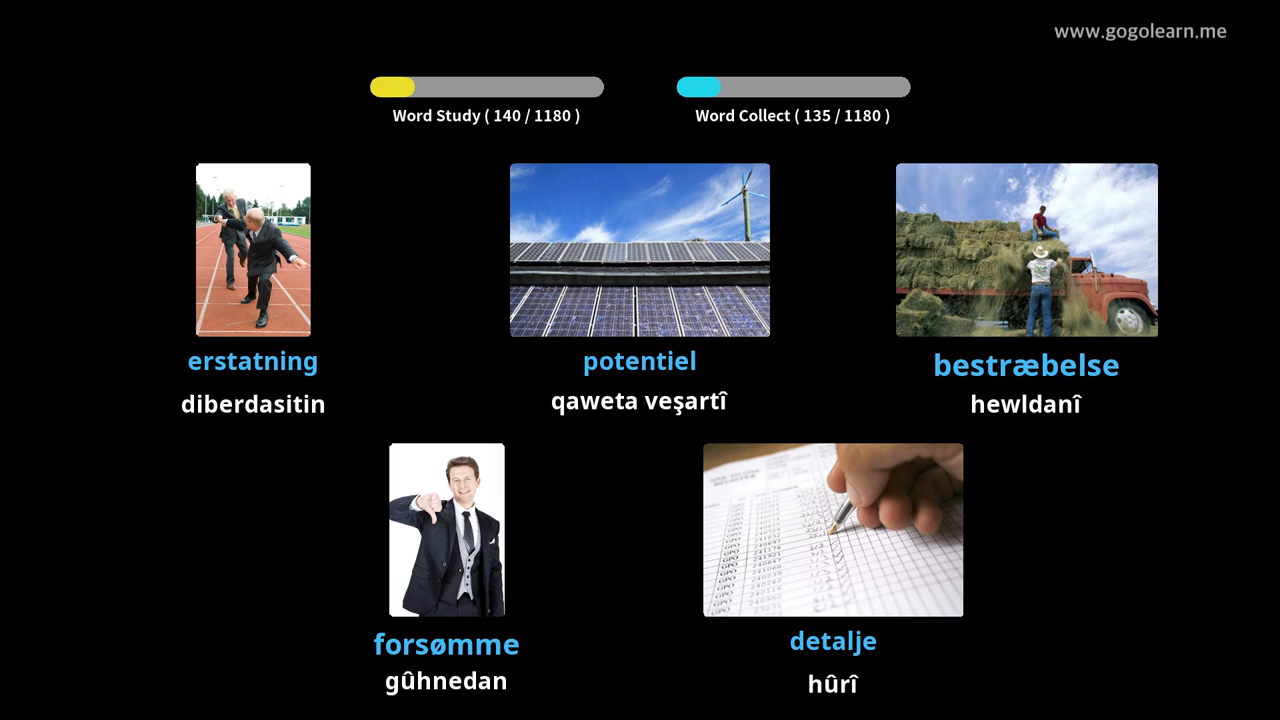 www.gogolearn.me
Word Study ( 140 / 1180 )
Word Collect ( 135 / 1180 )
erstatning
potentiel
bestræbelse
diberdasitin
qaweta veşartî
hewldanî
forsømme
detalje
gûhnedan
hûrî